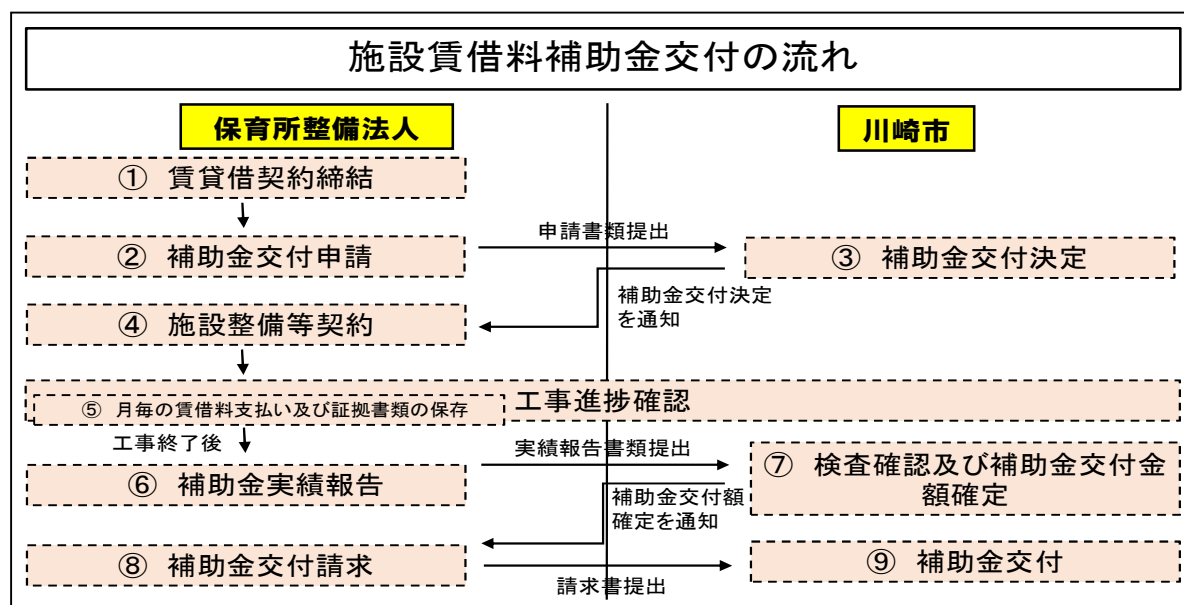 施設賃借料補助金交付の流れ
保育所整備法人
川崎市
① 賃貸借契約締結
② 補助金交付申請
申請書類提出
③ 補助金交付決定
補助金交付決定
を通知
④ 施設整備等契約
工事進捗確認
⑤ 月毎の賃借料支払い及び証拠書類の保存
工事終了後
⑥ 補助金実績報告
実績報告書類提出
⑦ 検査確認及び補助金交付金
額確定
補助金交付額
確定を通知
⑧ 補助金交付請求
請求書提出
⑨ 補助金交付